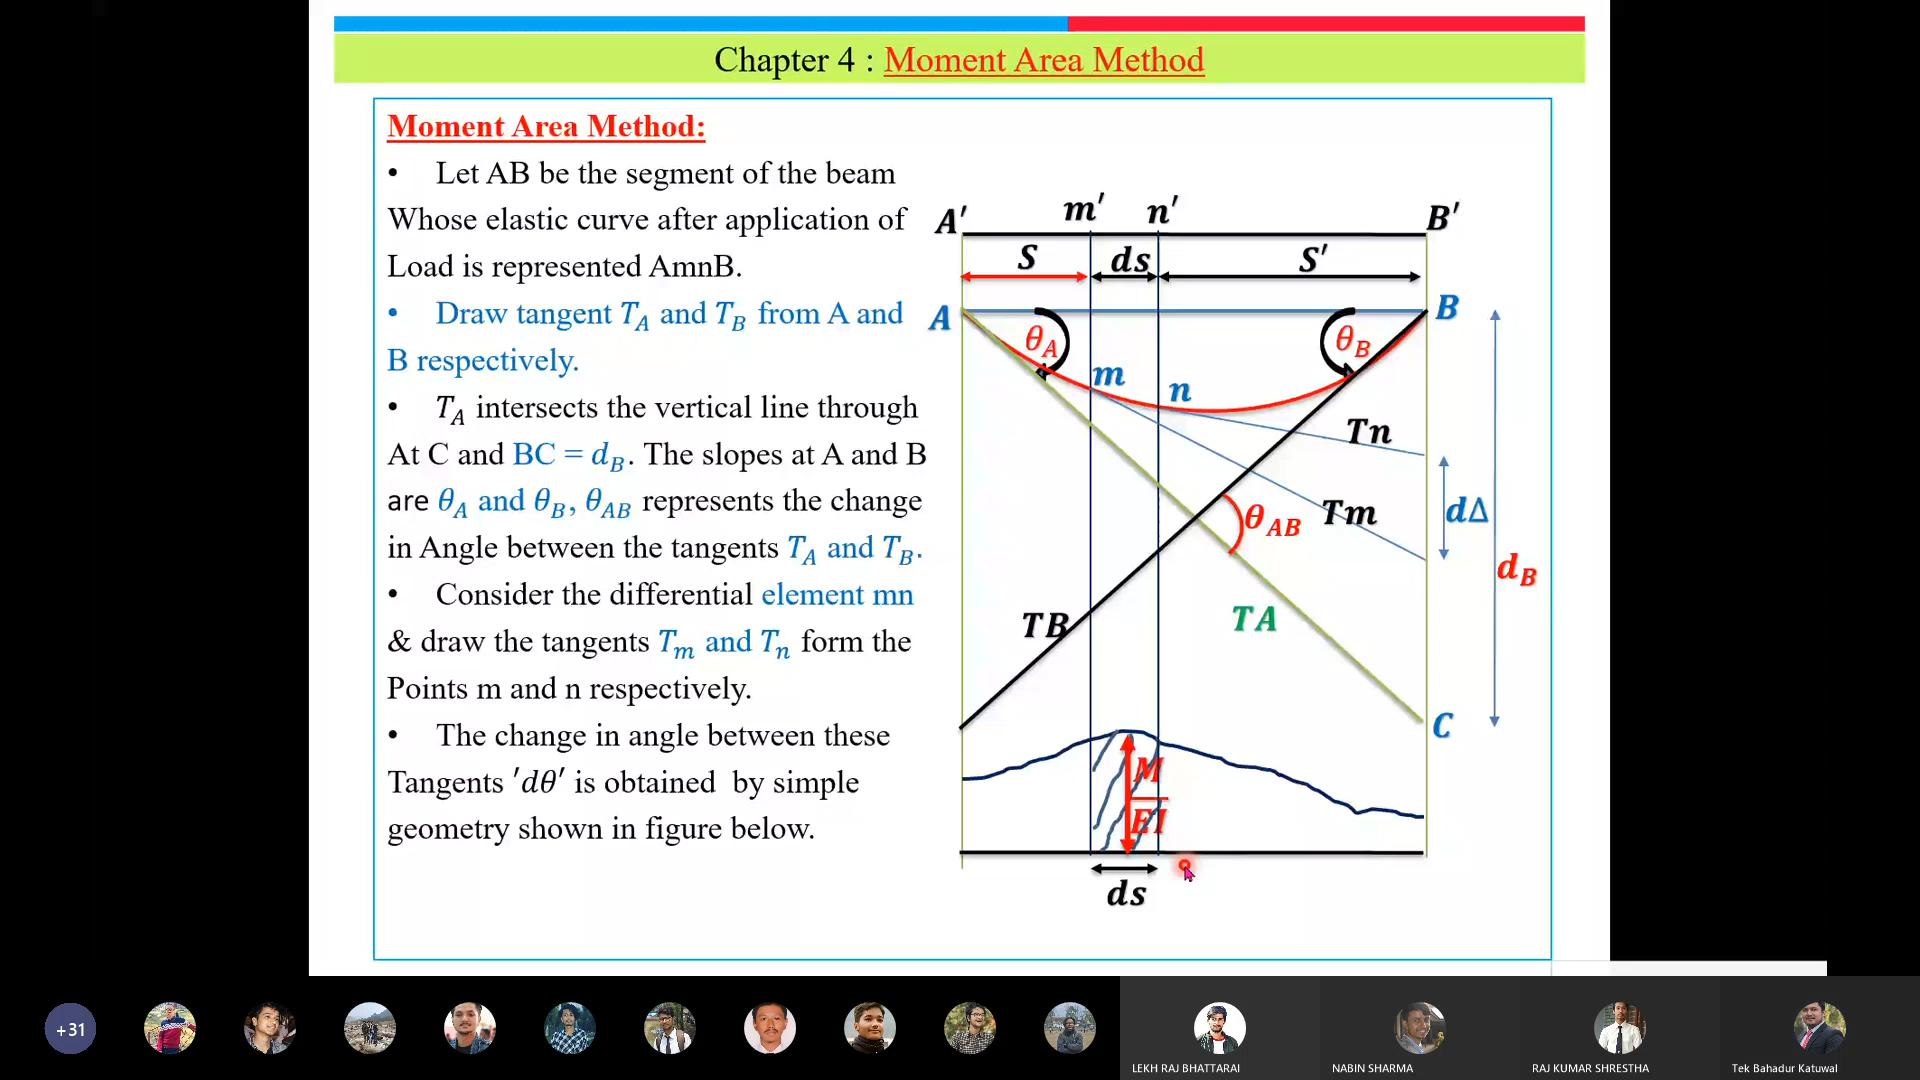 Chapter 4 : Moment Area Method
Moment Area Method:
• Let AB be the segment of the beam
Whose elastic curve after application of
Load is represented AmnB.
• Draw tangent T_A and T_B from A and
B respectively.
• T_A intersects the vertical line through
At C and BC = d_B. The slopes at A and B
are θ_A and θ_B, θ_AB represents the change
in Angle between the tangents T_A and T_B.
• Consider the differential element mn
& draw the tangents T_m and T_n form the
Points m and n respectively.
• The change in angle between these
Tangents 'dθ' is obtained by simple
geometry shown in figure below.
A' m' n' B'
S ds S'
A B
θ_A θ_B
m n
Tn
θ_AB Tm dΔ
d_B
TB TA
C
M
EI
ds
+31
LEKH RAJ BHATTARAI
NABIN SHARMA
RAJ KUMAR SHRESTHA
Tek Bahadur Katuwal